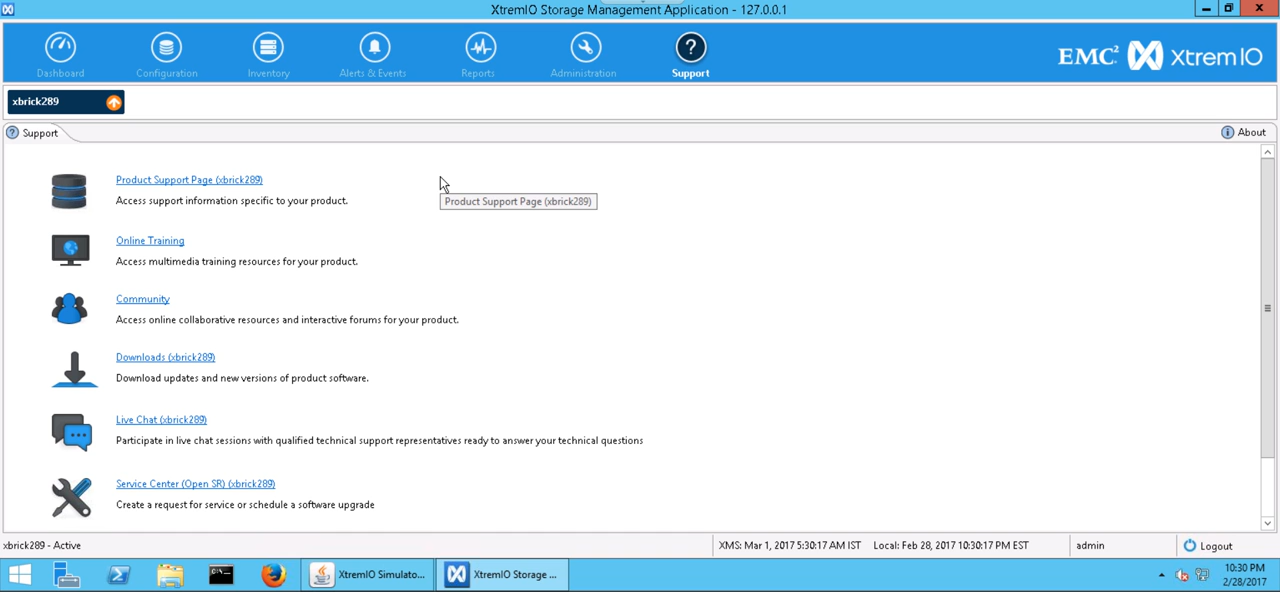 XtremIO Storage Management Application - 127.0.0.1
Dashboard
Configuration
Inventory
Alerts & Events
Reports
Administration
Support
EMC² XtremIO
xbrick289
Support
About
Product Support Page (xbrick289)
Access support information specific to your product.
Product Support Page (xbrick289)
Online Training
Access multimedia training resources for your product.
Community
Access online collaborative resources and interactive forums for your product.
Downloads (xbrick289)
Download updates and new versions of product software.
Live Chat (xbrick289)
Participate in live chat sessions with qualified technical support representatives ready to answer your technical questions
Service Center (Open SR) (xbrick289)
Create a request for service or schedule a software upgrade
xbrick289 - Active
XMS: Mar 1, 2017 5:30:17 AM IST
Local: Feb 28, 2017 10:30:17 PM EST
admin
Logout
XtremIO Simulato...
XtremIO Storage ...
10:30 PM
2/28/2017